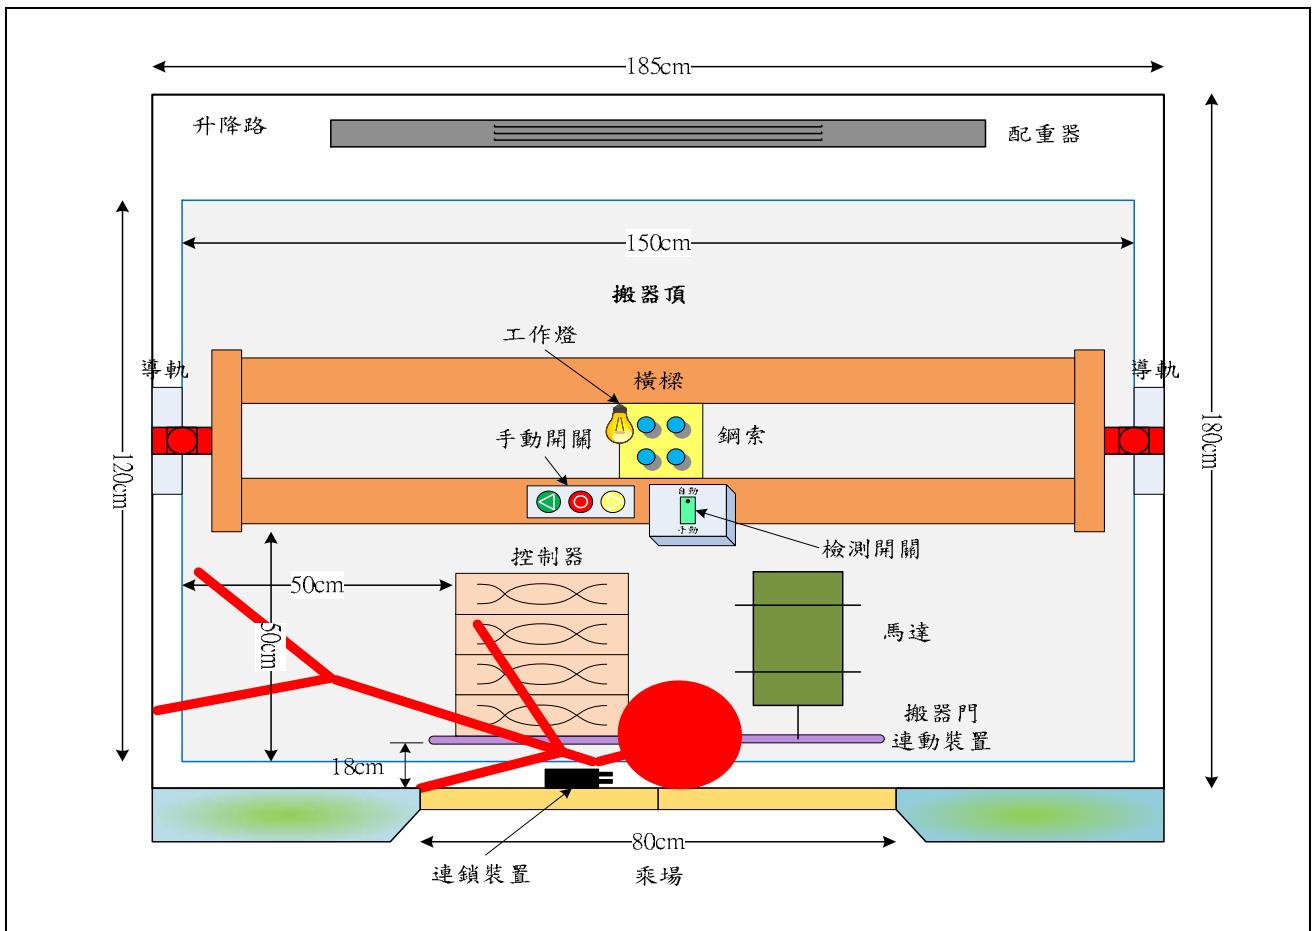 185cm
升降路
配重器
150cm
搬器頂
工作燈
導軌
橫樑
導軌
手動開關
鋼索
120cm
180cm
自動
手動
檢測開關
控制器
50cm
50cm
馬達
搬器門
連動裝置
18cm
80cm
連鎖裝置
乘場